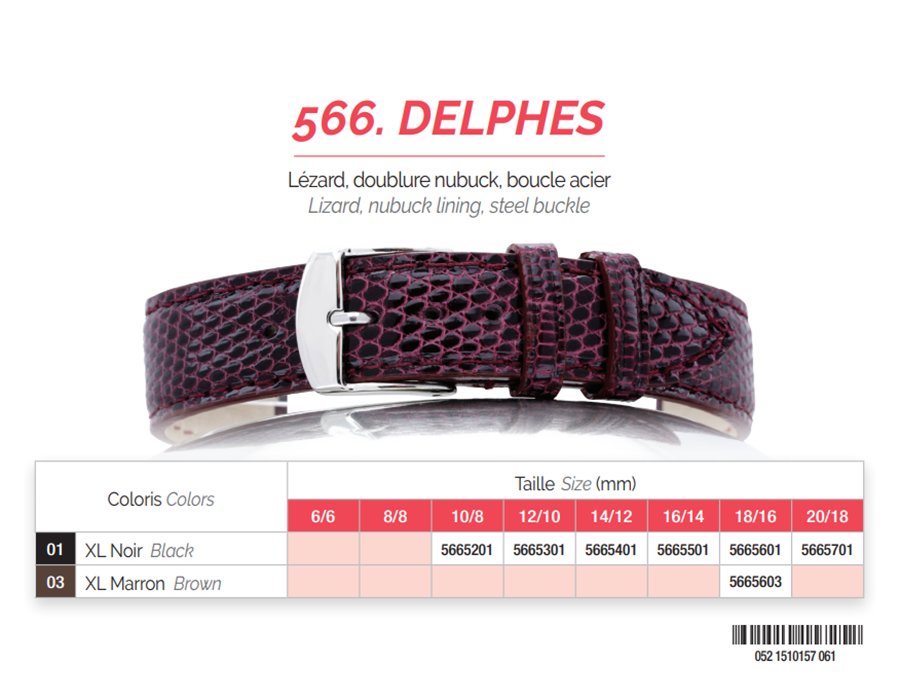 566. DELPHES
Lézard, doublure nubuck, boucle acier
Lizard, nubuck lining, steel buckle
Coloris Colors
Taille Size (mm)
6/6 8/8 10/8 12/10 14/12 16/14 18/16 20/18
01 XL Noir Black 5665201 5665301 5665401 5665501 5665601 5665701
03 XL Marron Brown 5665603
052 1510157 061